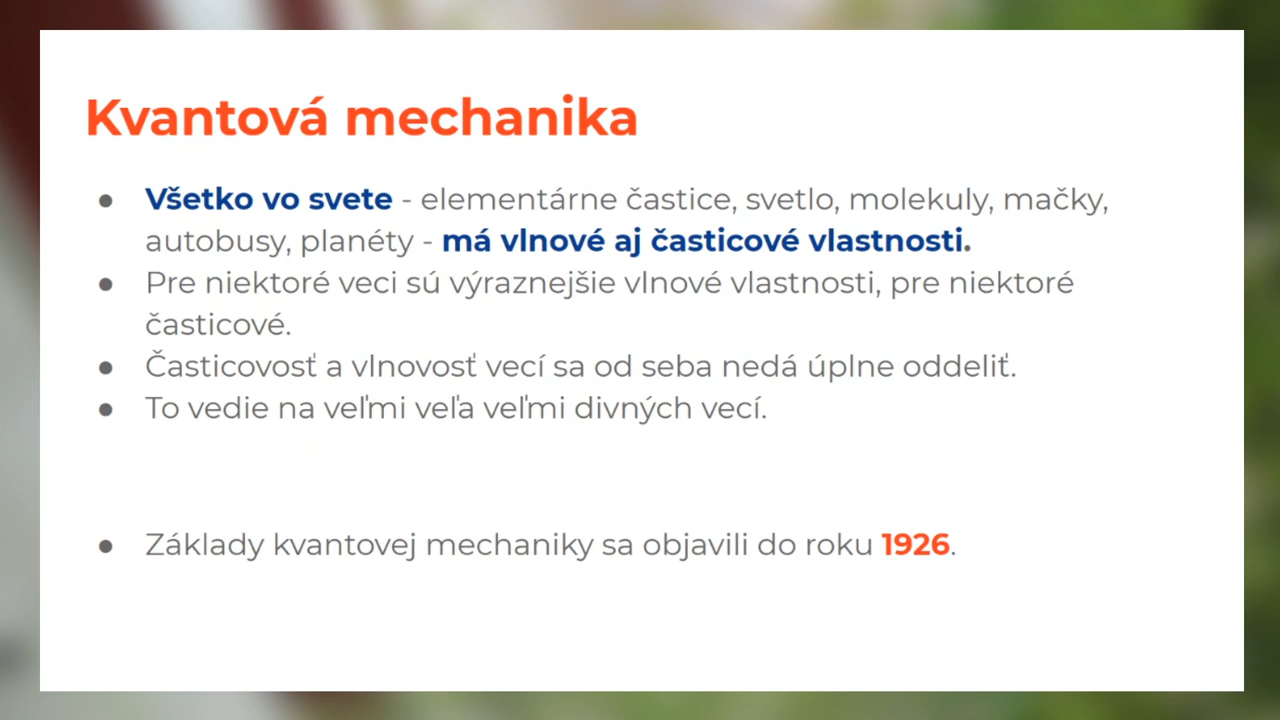 Kvantová mechanika
● Všetko vo svete - elementárne častice, svetlo, molekuly, mačky,
autobusy, planéty - má vlnové aj časticové vlastnosti.
● Pre niektoré veci sú výraznejšie vlnové vlastnosti, pre niektoré
časticové.
● Časticovosť a vlnovosť vecí sa od seba nedá úplne oddeliť.
● To vedie na veľmi veľa veľmi divných vecí.
● Základy kvantovej mechaniky sa objavili do roku 1926.